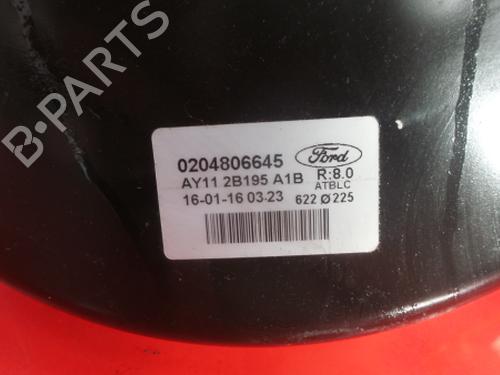 B-PARTS
0204806645 Ford
AY11 2B195 A1B R:8.0
ATBLC
16-01-16 03-23 622 Ø 225